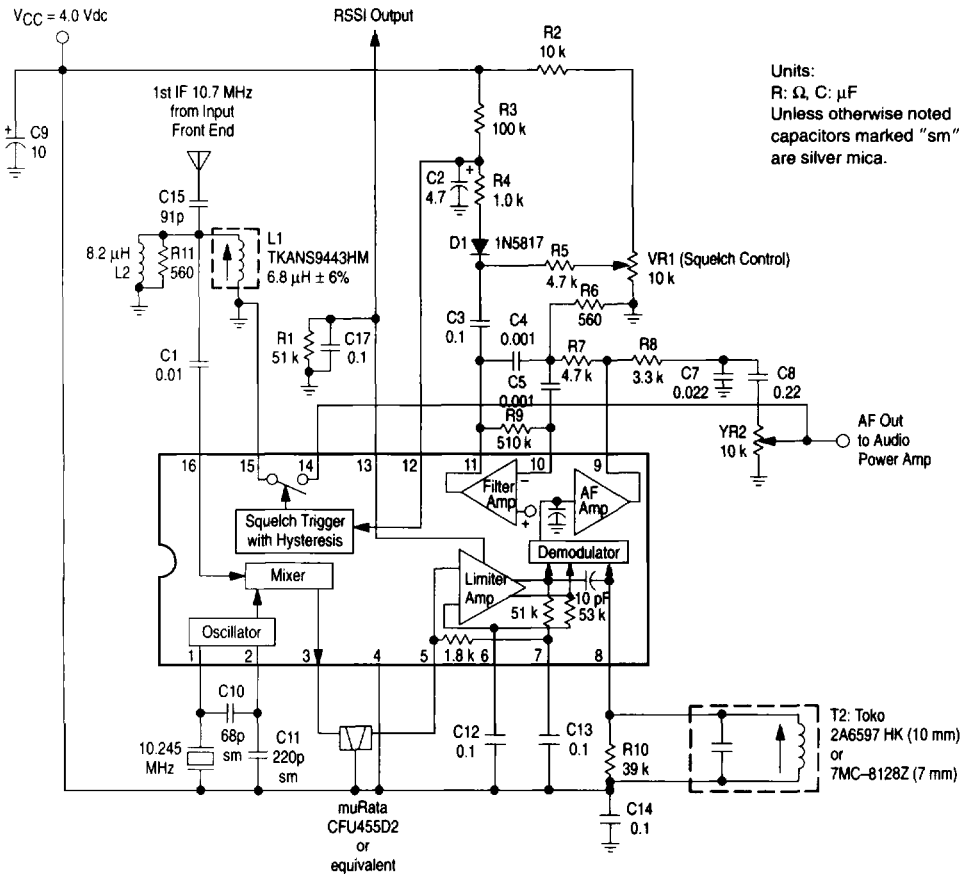 VCC = 4.0 Vdc
RSSI Output
R2
10 k
Units:
R: Ω, C: μF
Unless otherwise noted
capacitors marked "sm"
are silver mica.
1st IF 10.7 MHz
from Input
Front End
+
C9
10
R3
100 k
C2
4.7
+
R4
1.0 k
C15
91p
L1
TKANS9443HM
6.8 μH ± 6%
8.2 μH
L2
R11
560
D1
1N5817
R5
4.7 k
VR1 (Squelch Control)
10 k
R6
560
C3
0.1
C4
0.001
R1
51 k
C17
0.1
C1
0.01
R7
4.7 k
R8
3.3 k
C5
0.001
C7
0.022
C8
0.22
R9
510 k
YR2
10 k
AF Out
to Audio
Power Amp
16
15
14
13
12
11
10
9
Filter
Amp
−
+
AF
Amp
Squelch Trigger
with Hysteresis
Demodulator
Mixer
Limiter
Amp
10 pF
51 k
53 k
Oscillator
1.8 k
1
2
3
4
5
6
7
8
C10
68p
sm
C11
220p
sm
10.245
MHz
C12
0.1
C13
0.1
R10
39 k
T2: Toko
2A6597 HK (10 mm)
or
7MC–8128Z (7 mm)
C14
0.1
muRata
CFU455D2
or
equivalent